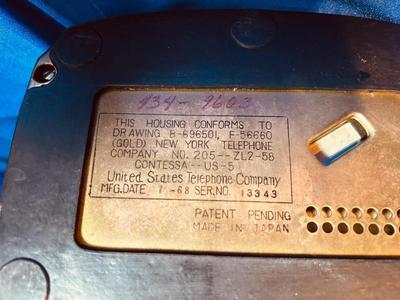 434-9603
THIS HOUSING CONFORMS TO
DRAWING B-896501, F-56660
(GOLD) NEW YORK TELEPHONE
COMPANY NO. 205--ZL2-58
CONTESSA--US-5
United States Telephone Company
MFG.DATE 1-68 SER.NO. 13343
PATENT PENDING
MADE IN JAPAN